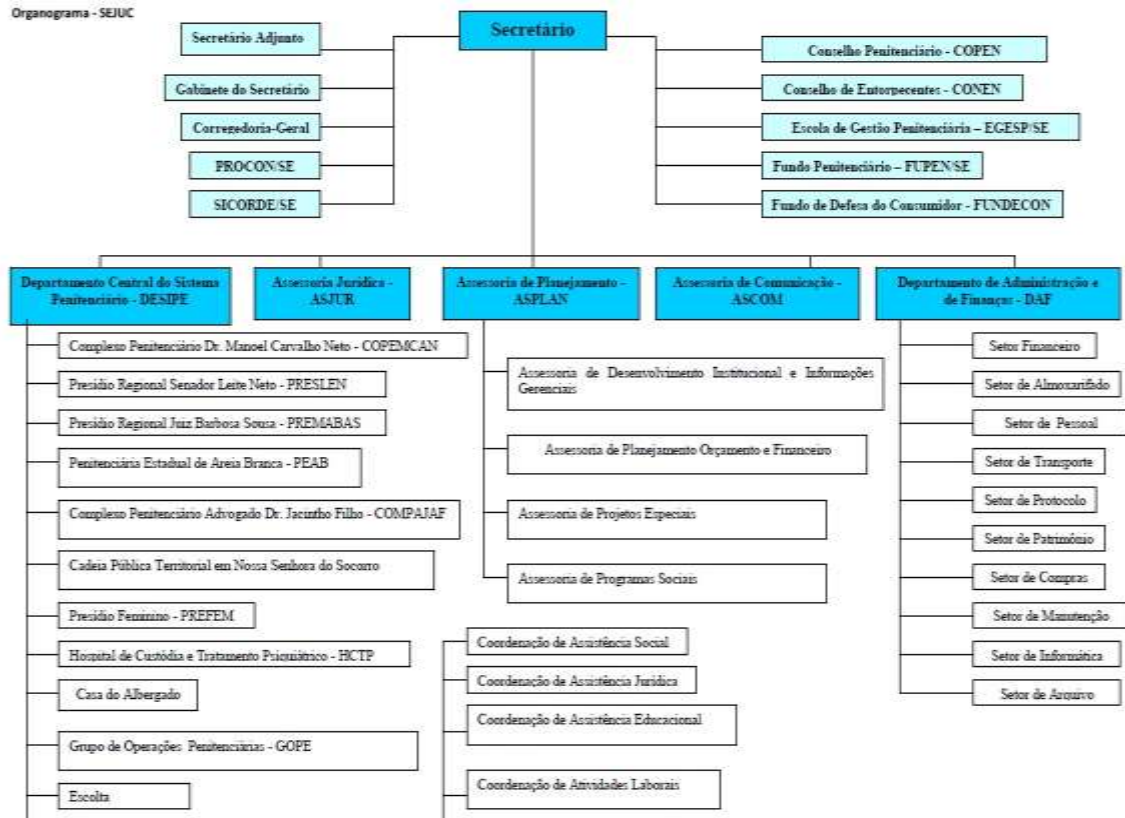 Organograma - SEJUC
Secretário
Secretário Adjunto
Gabinete do Secretário
Corregedoria-Geral
PROCON/SE
SICORDE/SE
Conselho Penitenciário - COPEN
Conselho de Entorpecentes - CONEN
Escola de Gestão Penitenciária – EGESP/SE
Fundo Penitenciário – FUPEN/SE
Fundo de Defesa do Consumidor - FUNDECON
Departamento Central do Sistema
Penitenciário - DESIPE
Assessoria Jurídica -
ASJUR
Assessoria de Planejamento -
ASPLAN
Assessoria de Comunicação -
ASCOM
Departamento de Administração e
de Finanças - DAF
Complexo Penitenciário Dr. Manoel Carvalho Neto - COPEMCAN
Presídio Regional Senador Leite Neto - PRESLEN
Presídio Regional Juiz Barbosa Sousa - PREMABAS
Penitenciária Estadual de Areia Branca - PEAB
Complexo Penitenciário Advogado Dr. Jacintho Filho - COMPAJAF
Cadeia Pública Territorial em Nossa Senhora do Socorro
Presídio Feminino - PREFEM
Hospital de Custódia e Tratamento Psiquiátrico - HCTP
Casa do Albergado
Grupo de Operações Penitenciárias - GOPE
Escolta
Assessoria de Desenvolvimento Institucional e Informações
Gerenciais
Assessoria de Planejamento Orçamento e Financeiro
Assessoria de Projetos Especiais
Assessoria de Programas Sociais
Coordenação de Assistência Social
Coordenação de Assistência Jurídica
Coordenação de Assistência Educacional
Coordenação de Atividades Laborais
Setor Financeiro
Setor de Almoxarifado
Setor de Pessoal
Setor de Transporte
Setor de Protocolo
Setor de Patrimônio
Setor de Compras
Setor de Manutenção
Setor de Informática
Setor de Arquivo